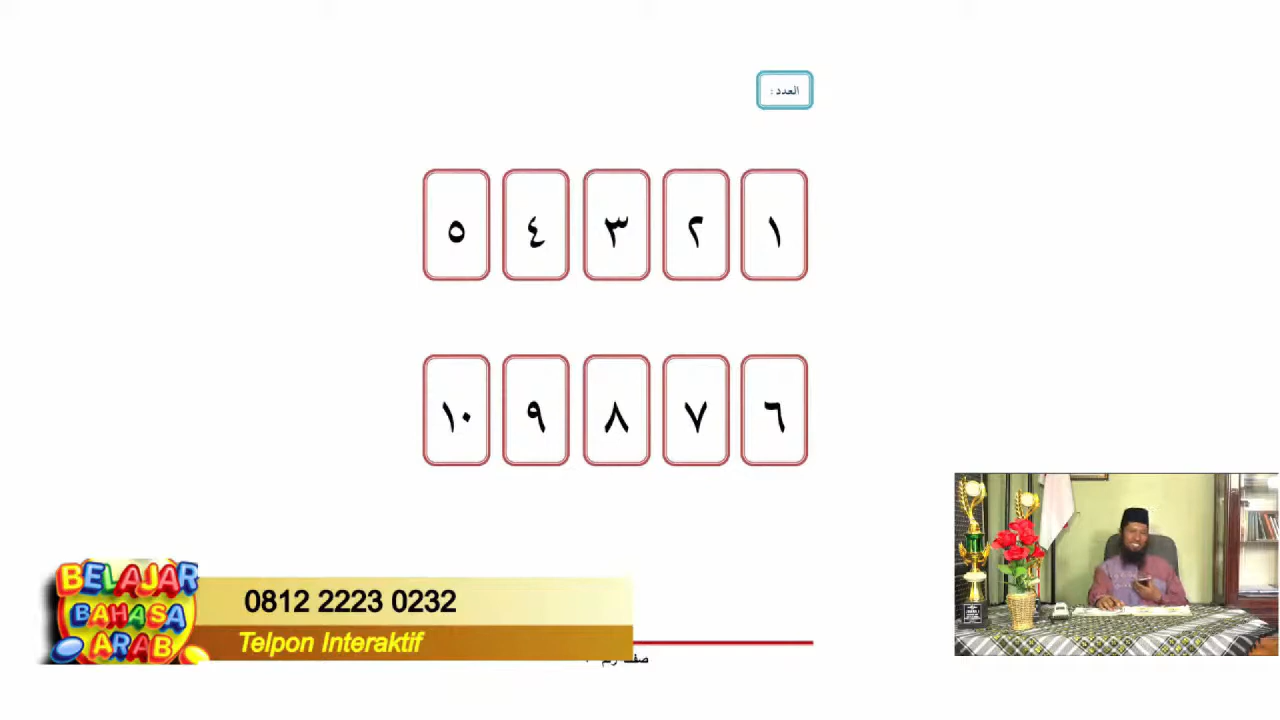 العدد :
١ ٢ ٣ ٤ ٥
٦ ٧ ٨ ٩ ١٠
BELAJAR
BAHASA
ARAB
0812 2223 0232
Telpon Interaktif